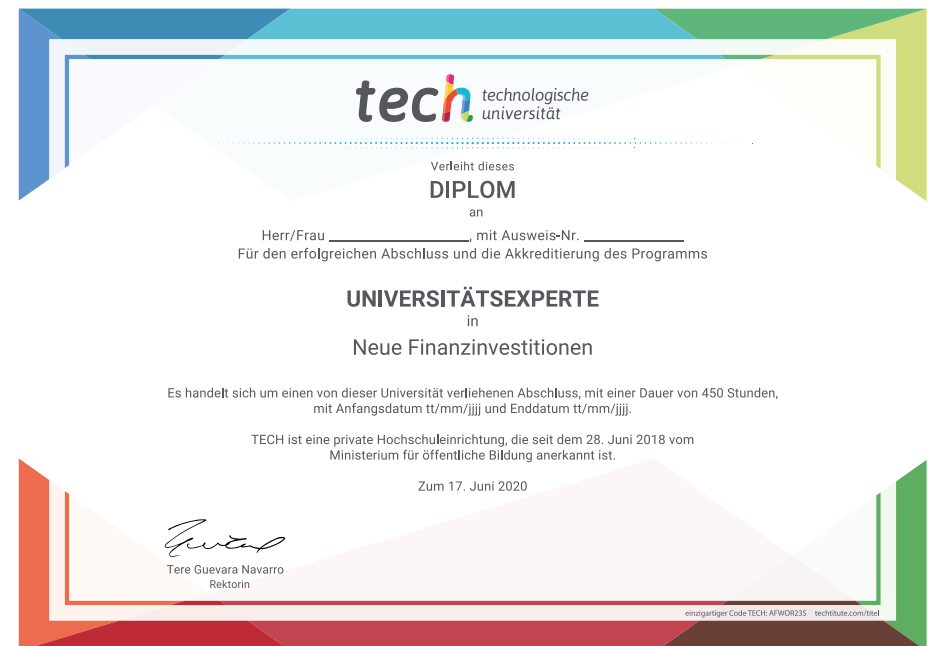 tech technologische
universität
Verleiht dieses
DIPLOM
an
Herr/Frau ____________________, mit Ausweis-Nr. ______________
Für den erfolgreichen Abschluss und die Akkreditierung des Programms
UNIVERSITÄTSEXPERTE
in
Neue Finanzinvestitionen
Es handelt sich um einen von dieser Universität verliehenen Abschluss, mit einer Dauer von 450 Stunden,
mit Anfangsdatum tt/mm/jjjj und Enddatum tt/mm/jjjj.
TECH ist eine private Hochschuleinrichtung, die seit dem 28. Juni 2018 vom
Ministerium für öffentliche Bildung anerkannt ist.
Zum 17. Juni 2020
Tere Guevara Navarro
Rektorin
einzigartiger Code TECH: AFWOR23S techtitute.com/titel